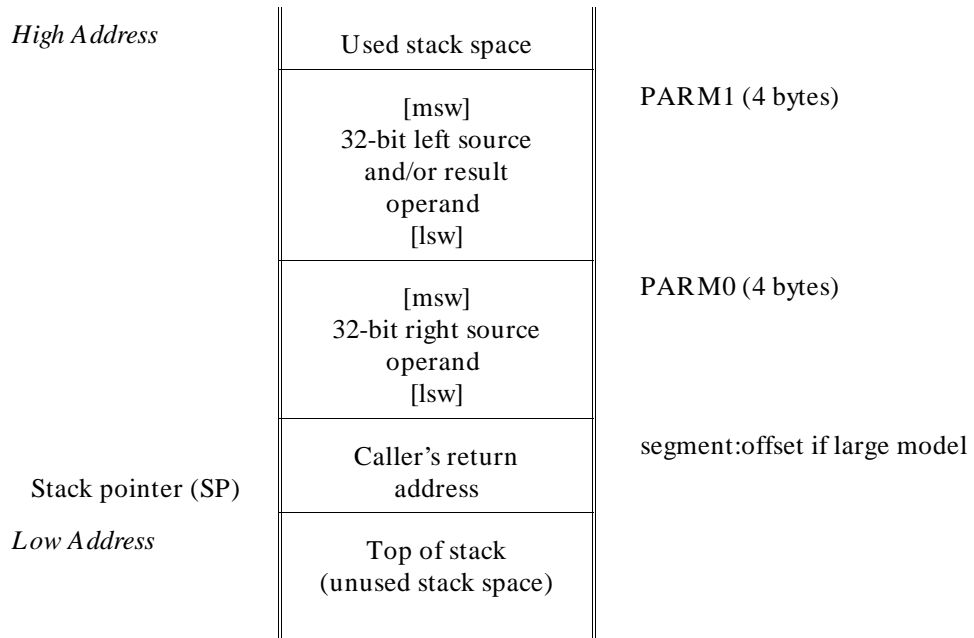 High Address
Used stack space
[msw]
32-bit left source
and/or result
operand
[lsw]
PARM1 (4 bytes)
[msw]
32-bit right source
operand
[lsw]
PARM0 (4 bytes)
Caller's return
address
segment:offset if large model
Stack pointer (SP)
Low Address
Top of stack
(unused stack space)